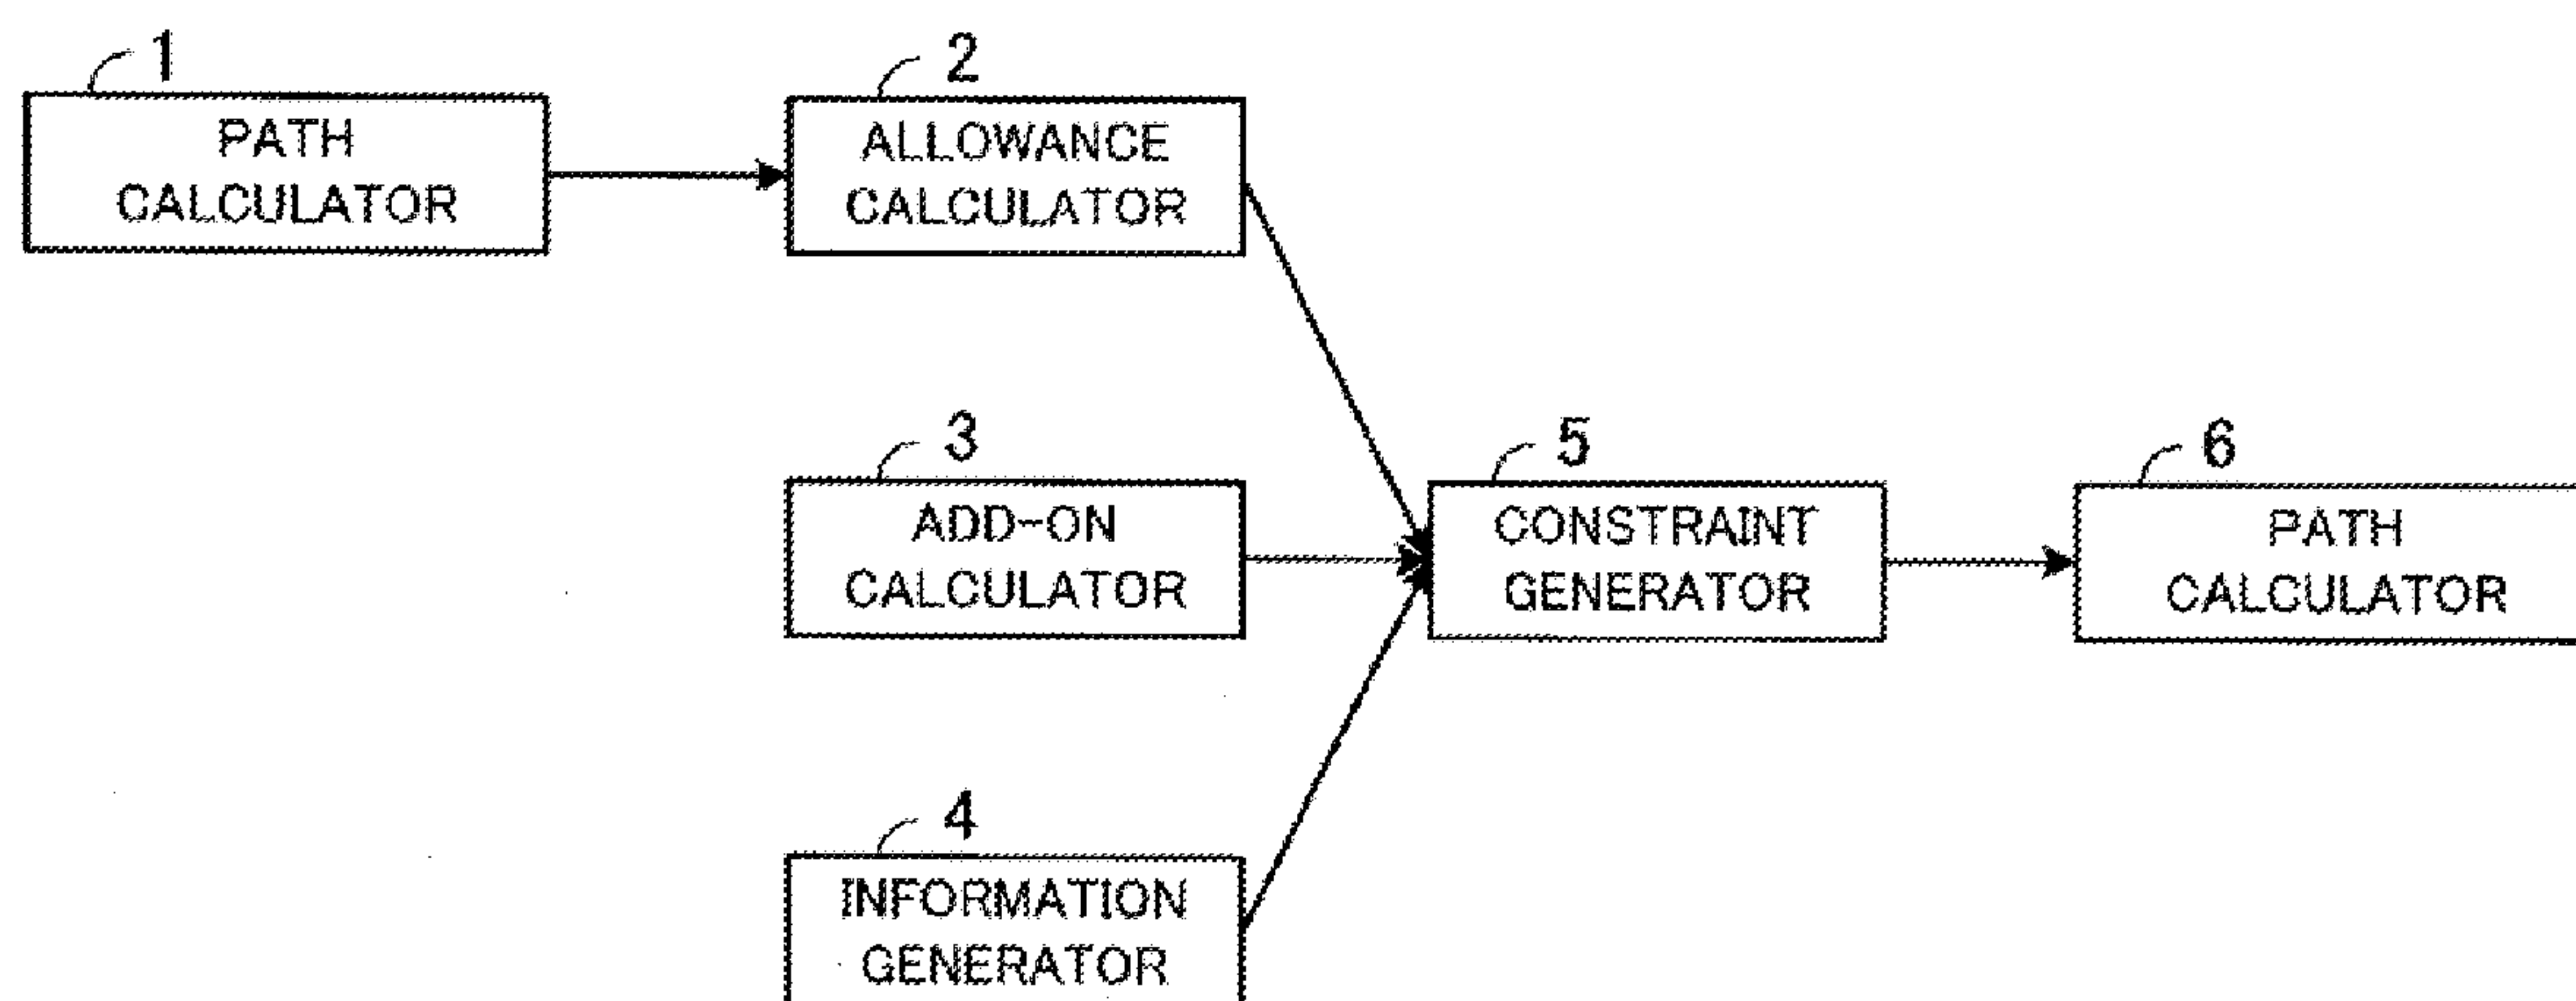 1
PATH
CALCULATOR
2
ALLOWANCE
CALCULATOR
3
ADD-ON
CALCULATOR
4
INFORMATION
GENERATOR
5
CONSTRAINT
GENERATOR
6
PATH
CALCULATOR